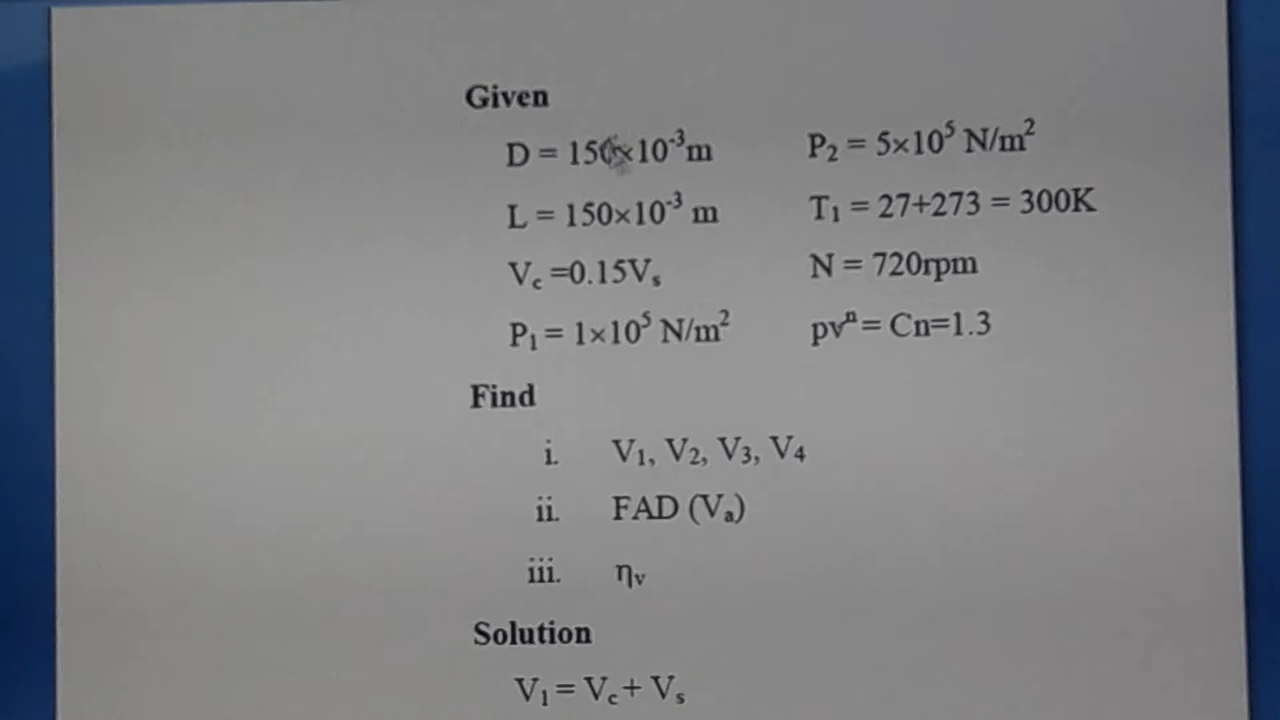 Given
D = 150×10⁻³m P₂ = 5×10⁵ N/m²
L = 150×10⁻³ m T₁ = 27+273 = 300K
V꜀ =0.15Vₛ N = 720rpm
P₁ = 1×10⁵ N/m² pvⁿ = Cn=1.3
Find
i. V₁, V₂, V₃, V₄
ii. FAD (Vₐ)
iii. ηᵥ
Solution
V₁ = V꜀ + Vₛ